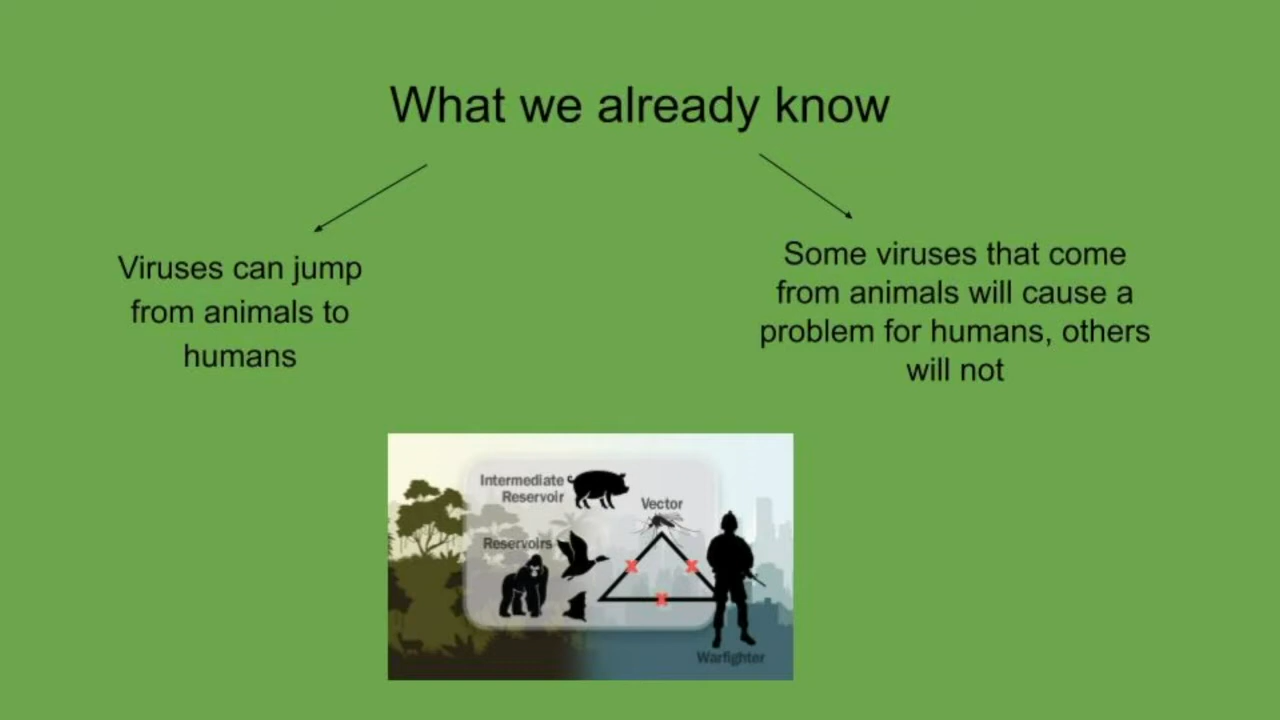 What we already know
Viruses can jump
from animals to
humans
Some viruses that come
from animals will cause a
problem for humans, others
will not
Intermediate
Reservoir
Vector
Reservoirs
Warfighter